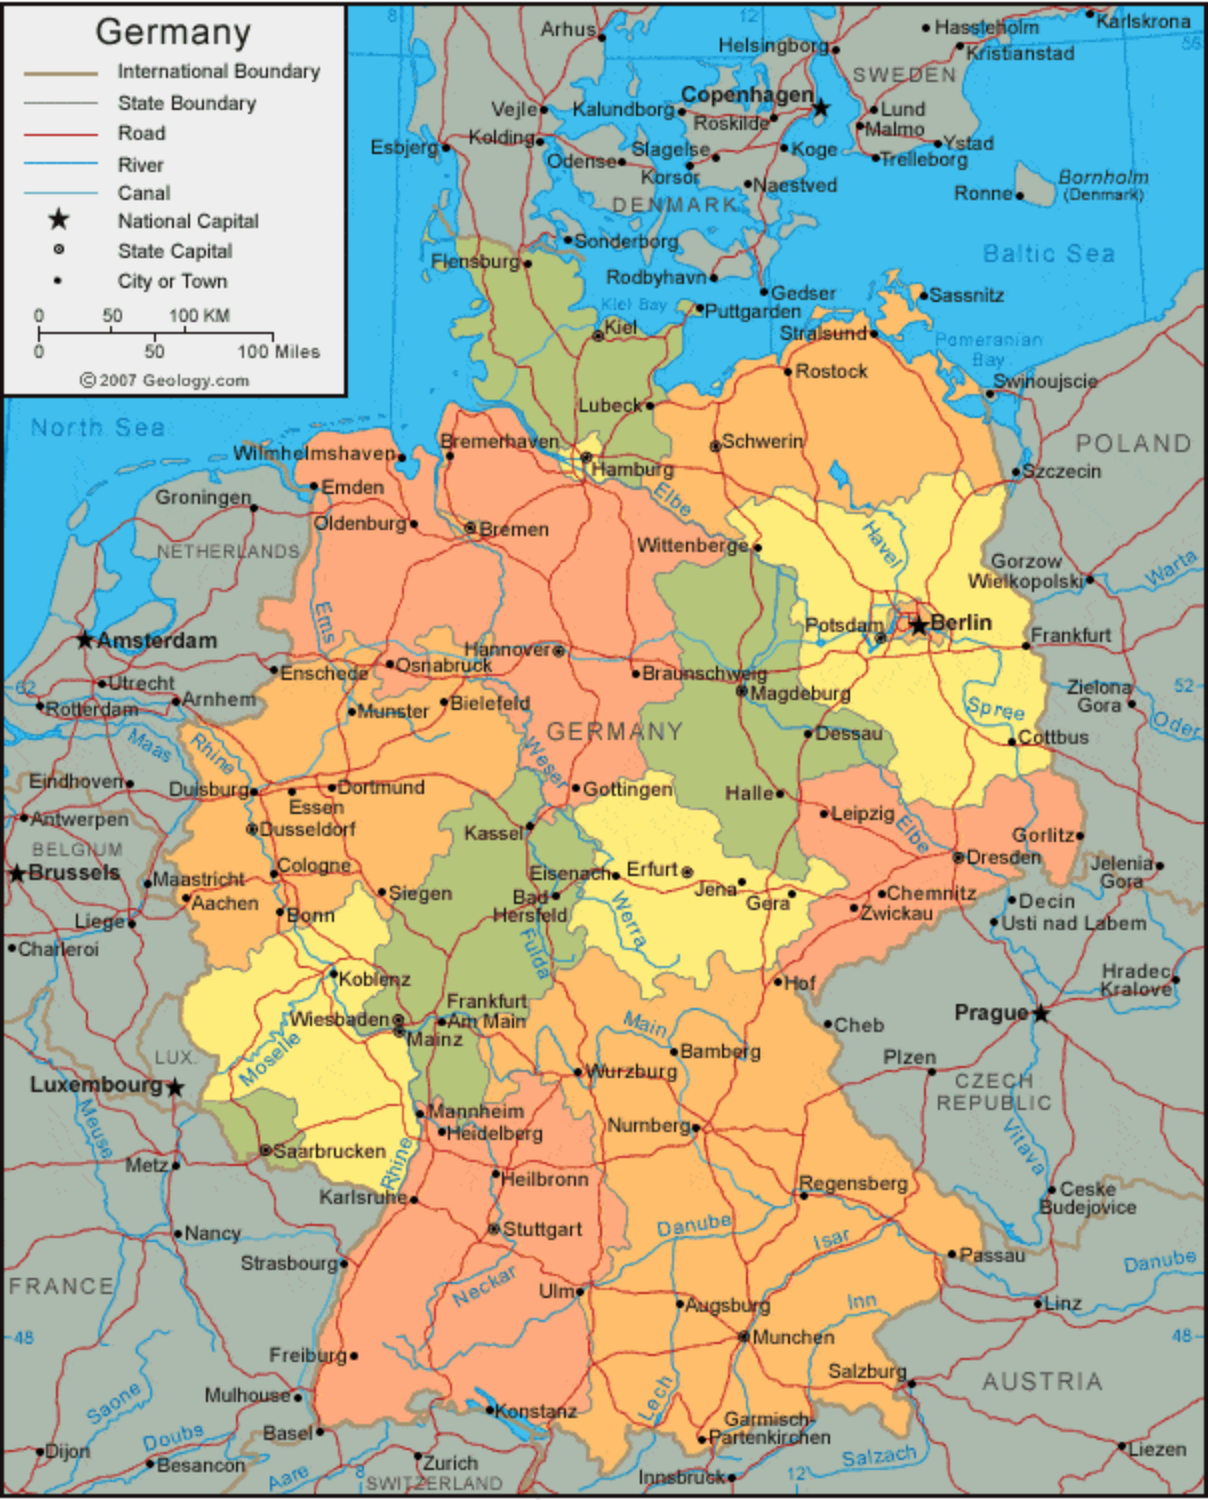 Germany
International Boundary
State Boundary
Road
River
Canal
National Capital
State Capital
City or Town
0 50 100 KM
0 50 100 Miles
©2007 Geology.com
8
12
56
Arhus
Helsingborg
Hassleholm
Karlskrona
Kristianstad
SWEDEN
Copenhagen
Vejle
Kalundborg
Roskilde
Lund
Malmo
Esbjerg
Kolding
Odense
Slagelse
Korsor
Koge
Ystad
Trelleborg
Naestved
Ronne
Bornholm
(Denmark)
DENMARK
Sonderborg
Baltic Sea
Flensburg
Rodbyhavn
Gedser
Sassnitz
Kiel Bay
Puttgarden
Kiel
Stralsund
Pomeranian
Bay
Rostock
Swinoujscie
Lubeck
North Sea
Wilmhelmshaven
Bremerhaven
Schwerin
POLAND
Hamburg
Szczecin
Emden
Groningen
Elbe
Oldenburg
Bremen
Havel
NETHERLANDS
Wittenberge
Gorzow
Wielkopolski
Warta
Ems
Amsterdam
Potsdam
Berlin
Frankfurt
Hannover
Osnabruck
Enschede
Braunschweig
Utrecht
52
Arnhem
Magdeburg
Zielona
Gora
52
Rotterdam
Munster
Bielefeld
Spree
Oder
Maas
Rhine
Weser
GERMANY
Dessau
Cottbus
Eindhoven
Duisburg
Essen
Dortmund
Gottingen
Halle
Leipzig
Elbe
Antwerpen
Dusseldorf
Kassel
Gorlitz
BELGIUM
Brussels
Cologne
Eisenach
Erfurt
Dresden
Jelenia
Gora
Maastricht
Aachen
Siegen
Bad
Hersfeld
Jena
Gera
Chemnitz
Zwickau
Decin
Liege
Bonn
Werra
Usti nad Labem
Charleroi
Fulda
Koblenz
Hof
Hradec
Kralove
Frankfurt
Am Main
Wiesbaden
Mainz
Main
Cheb
Prague
LUX.
Moselle
Bamberg
Plzen
Luxembourg
Wurzburg
CZECH
REPUBLIC
Meuse
Mannheim
Heidelberg
Nurnberg
Vitava
Saarbrucken
Metz
Rhine
Heilbronn
Karlsruhe
Regensberg
Ceske
Budejovice
Nancy
Stuttgart
Danube
Isar
Strasbourg
Passau
Danube
FRANCE
Neckar
Ulm
Augsburg
Inn
Linz
48
Munchen
48
Freiburg
Salzburg
AUSTRIA
Saone
Mulhouse
Lech
Konstanz
Garmisch-
Partenkirchen
Doubs
Basel
Dijon
Besancon
Aare
8
Zurich
SWITZERLAND
Innsbruck
12
Salzach
Liezen